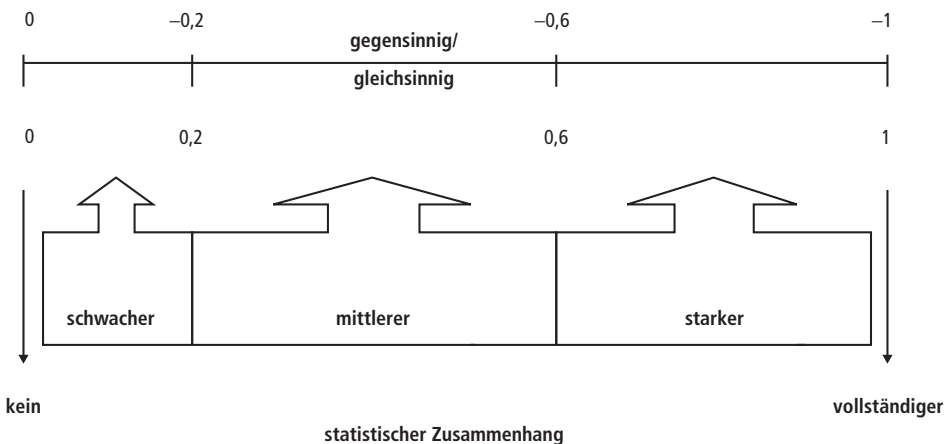 0 –0,2 –0,6 –1
gegensinnig/
gleichsinnig
0 0,2 0,6 1
schwacher mittlerer starker
kein vollständiger
statistischer Zusammenhang